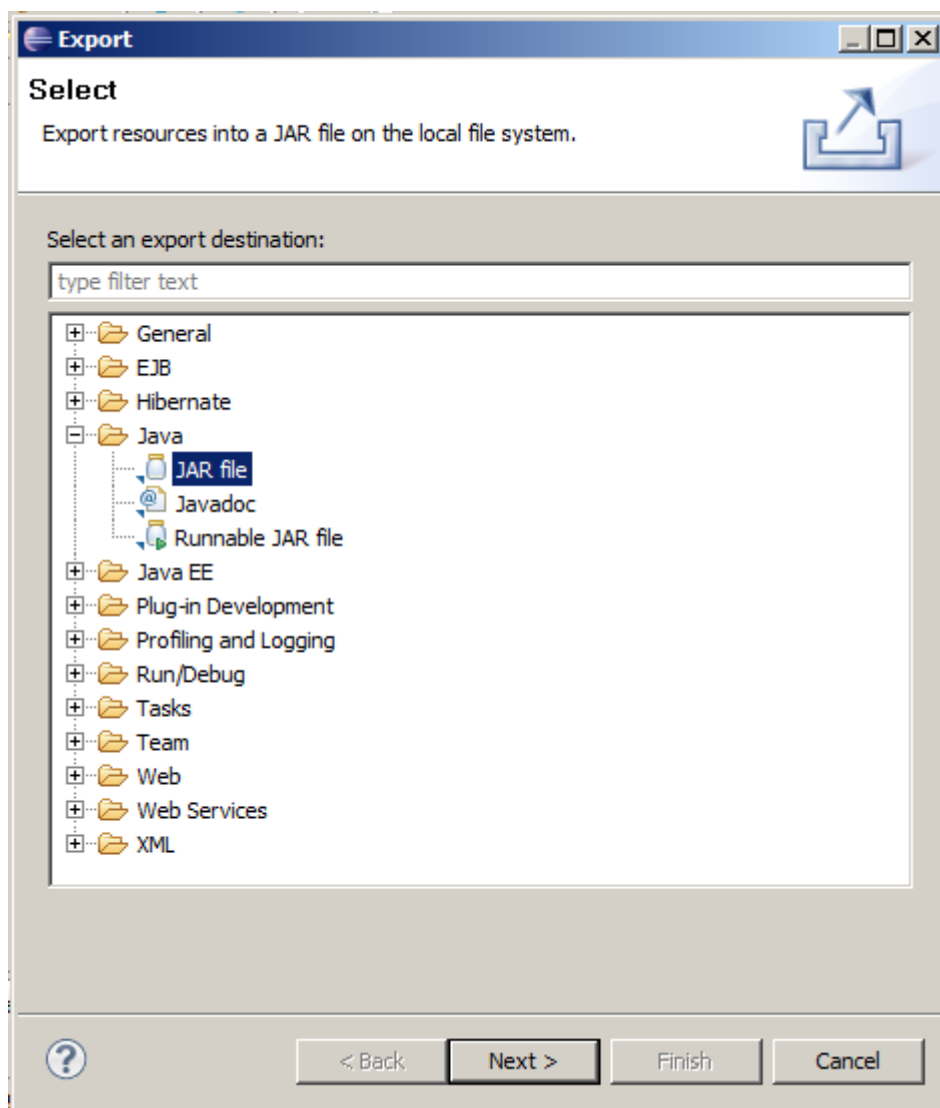 Export
Select
Export resources into a JAR file on the local file system.
Select an export destination:
type filter text
General
EJB
Hibernate
Java
JAR file
Javadoc
Runnable JAR file
Java EE
Plug-in Development
Profiling and Logging
Run/Debug
Tasks
Team
Web
Web Services
XML
? < Back Next > Finish Cancel